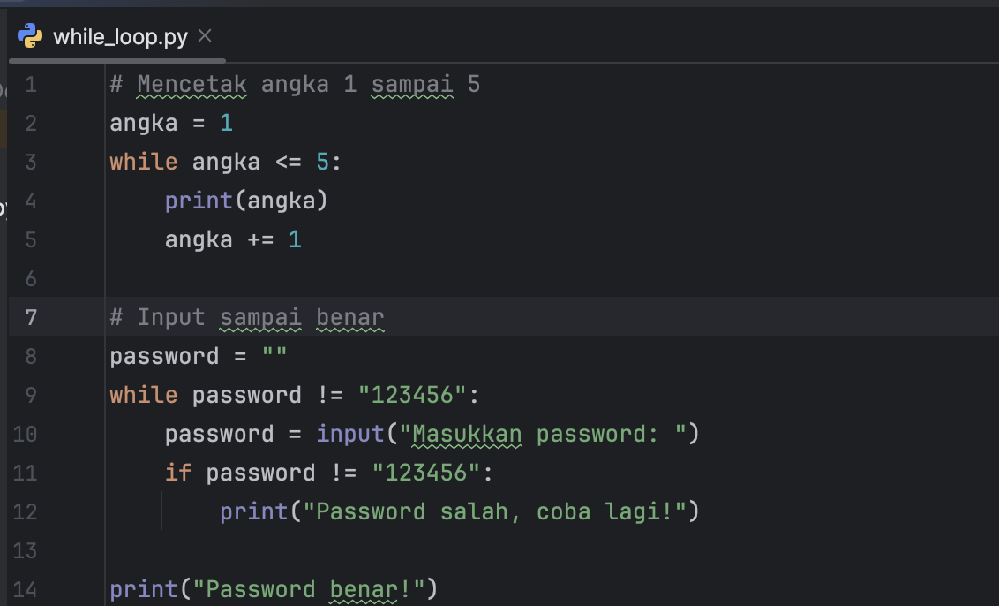 while_loop.py
1 # Mencetak angka 1 sampai 5
2 angka = 1
3 while angka <= 5:
4     print(angka)
5     angka += 1
6
7 # Input sampai benar
8 password = ""
9 while password != "123456":
10     password = input("Masukkan password: ")
11     if password != "123456":
12         print("Password salah, coba lagi!")
13
14 print("Password benar!")